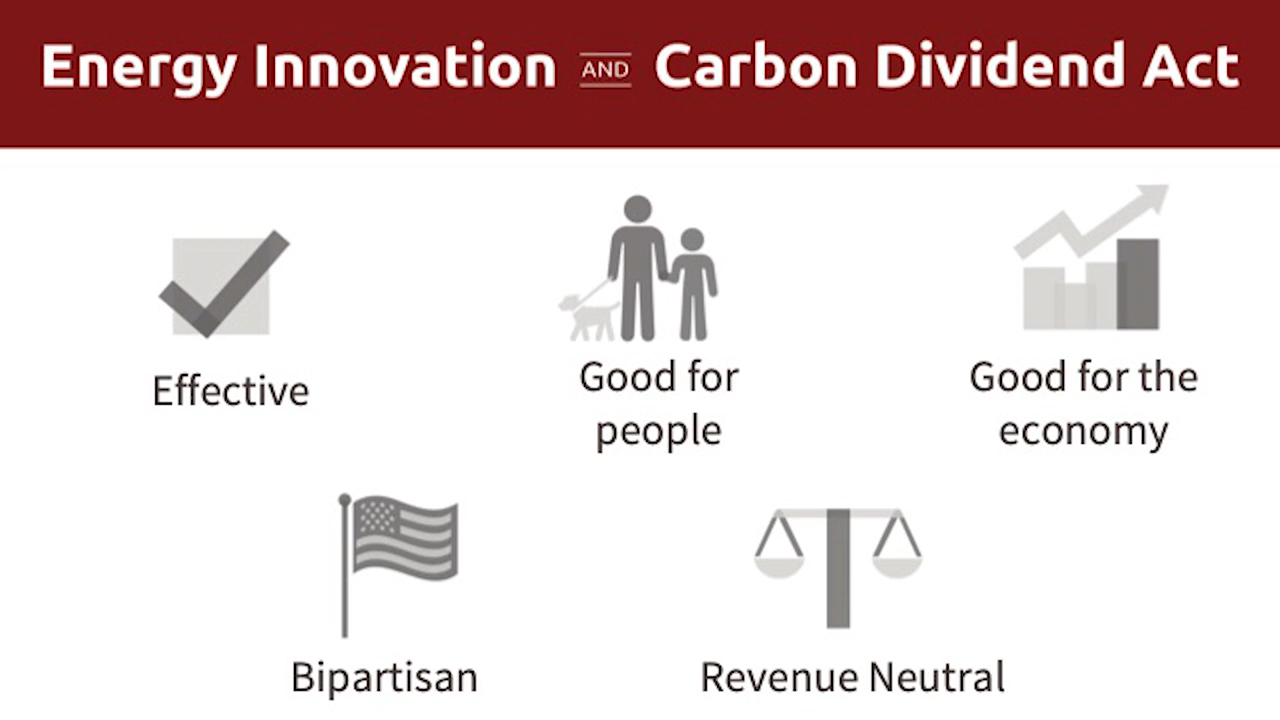 Energy Innovation AND Carbon Dividend Act
Effective
Good for
people
Good for the
economy
Bipartisan
Revenue Neutral